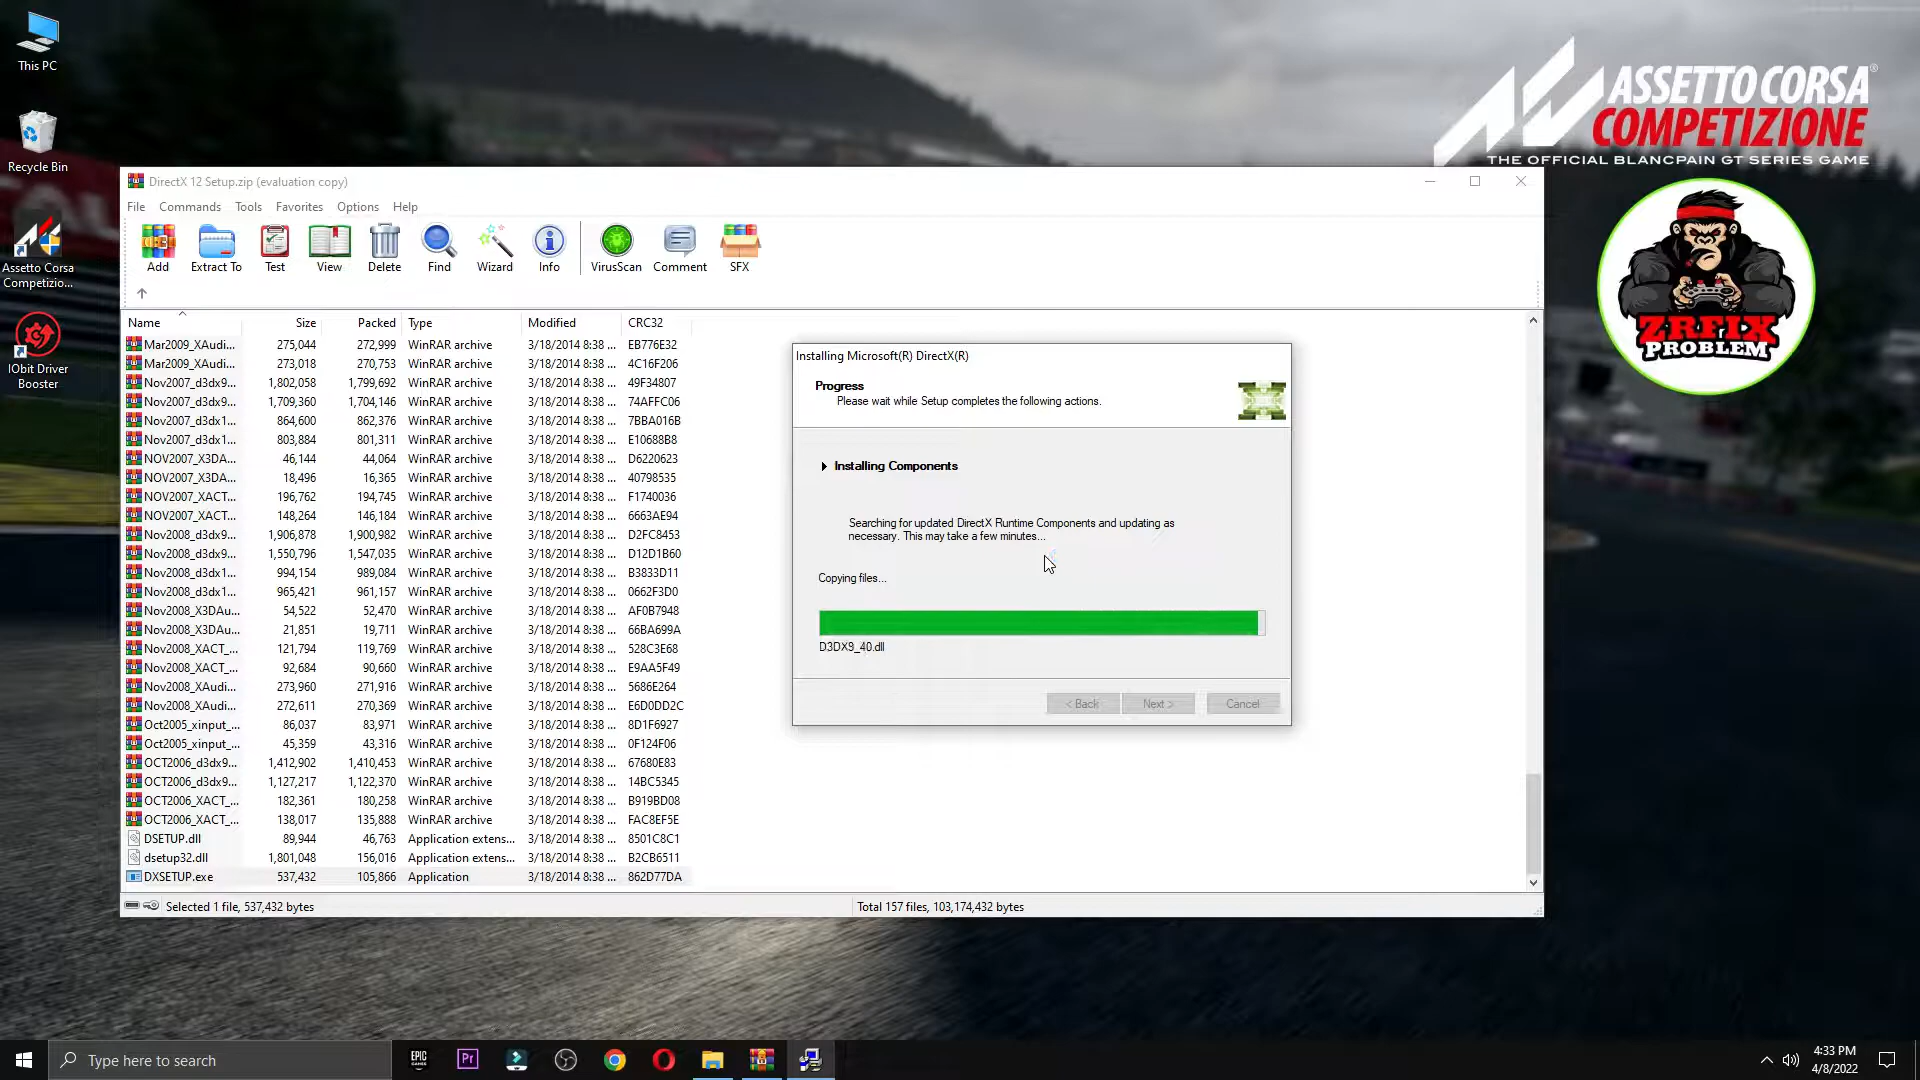 This PC
Recycle Bin
Assetto Corsa
Competizio...
IObit Driver
Booster
ASSETTO CORSA®
COMPETIZIONE
THE OFFICIAL BLANCPAIN GT SERIES GAME
ZRFIX
PROBLEM
DirectX 12 Setup.zip (evaluation copy)
File Commands Tools Favorites Options Help
Add Extract To Test View Delete Find Wizard Info VirusScan Comment SFX
Name Size Packed Type Modified CRC32
Mar2009_XAudi... 275,044 272,999 WinRAR archive 3/18/2014 8:38 ... EB776E32
Mar2009_XAudi... 273,018 270,753 WinRAR archive 3/18/2014 8:38 ... 4C16F206
Nov2007_d3dx9... 1,802,058 1,799,692 WinRAR archive 3/18/2014 8:38 ... 49F34807
Nov2007_d3dx9... 1,709,360 1,704,146 WinRAR archive 3/18/2014 8:38 ... 74AFFC06
Nov2007_d3dx1... 864,600 862,376 WinRAR archive 3/18/2014 8:38 ... 7BBA016B
Nov2007_d3dx1... 803,884 801,311 WinRAR archive 3/18/2014 8:38 ... E10688B8
NOV2007_X3DA... 46,144 44,064 WinRAR archive 3/18/2014 8:38 ... D6220623
NOV2007_X3DA... 18,496 16,365 WinRAR archive 3/18/2014 8:38 ... 40798535
NOV2007_XACT... 196,762 194,745 WinRAR archive 3/18/2014 8:38 ... F1740036
NOV2007_XACT... 148,264 146,184 WinRAR archive 3/18/2014 8:38 ... 6663AE94
Nov2008_d3dx9... 1,906,878 1,900,982 WinRAR archive 3/18/2014 8:38 ... D2FC8453
Nov2008_d3dx9... 1,550,796 1,547,035 WinRAR archive 3/18/2014 8:38 ... D12D1B60
Nov2008_d3dx1... 994,154 989,084 WinRAR archive 3/18/2014 8:38 ... B3833D11
Nov2008_d3dx1... 965,421 961,157 WinRAR archive 3/18/2014 8:38 ... 0662F3D0
Nov2008_X3DAu... 54,522 52,470 WinRAR archive 3/18/2014 8:38 ... AF0B7948
Nov2008_X3DAu... 21,851 19,711 WinRAR archive 3/18/2014 8:38 ... 66BA699A
Nov2008_XACT_... 121,794 119,769 WinRAR archive 3/18/2014 8:38 ... 528C3E68
Nov2008_XACT_... 92,684 90,660 WinRAR archive 3/18/2014 8:38 ... E9AA5F49
Nov2008_XAudi... 273,960 271,916 WinRAR archive 3/18/2014 8:38 ... 5686E264
Nov2008_XAudi... 272,611 270,369 WinRAR archive 3/18/2014 8:38 ... E6D0DD2C
Oct2005_xinput_... 86,037 83,971 WinRAR archive 3/18/2014 8:38 ... 8D1F6927
Oct2005_xinput_... 45,359 43,316 WinRAR archive 3/18/2014 8:38 ... 0F124F06
OCT2006_d3dx9... 1,412,902 1,410,453 WinRAR archive 3/18/2014 8:38 ... 67680E83
OCT2006_d3dx9... 1,127,217 1,122,370 WinRAR archive 3/18/2014 8:38 ... 14BC5345
OCT2006_XACT_... 182,361 180,258 WinRAR archive 3/18/2014 8:38 ... B919BD08
OCT2006_XACT_... 138,017 135,888 WinRAR archive 3/18/2014 8:38 ... FAC8EF5E
DSETUP.dll 89,944 46,763 Application extens... 3/18/2014 8:38 ... 8501C8C1
dsetup32.dll 1,801,048 156,016 Application extens... 3/18/2014 8:38 ... B2CB6511
DXSETUP.exe 537,432 105,866 Application 3/18/2014 8:38 ... 862D77DA
Selected 1 file, 537,432 bytes
Total 157 files, 103,174,432 bytes
Installing Microsoft(R) DirectX(R)
Progress
Please wait while Setup completes the following actions.
Installing Components
Searching for updated DirectX Runtime Components and updating as
necessary. This may take a few minutes...
Copying files...
D3DX9_40.dll
< Back Next > Cancel
Type here to search
EPIC
GAMES
Pr
4:33 PM
4/8/2022